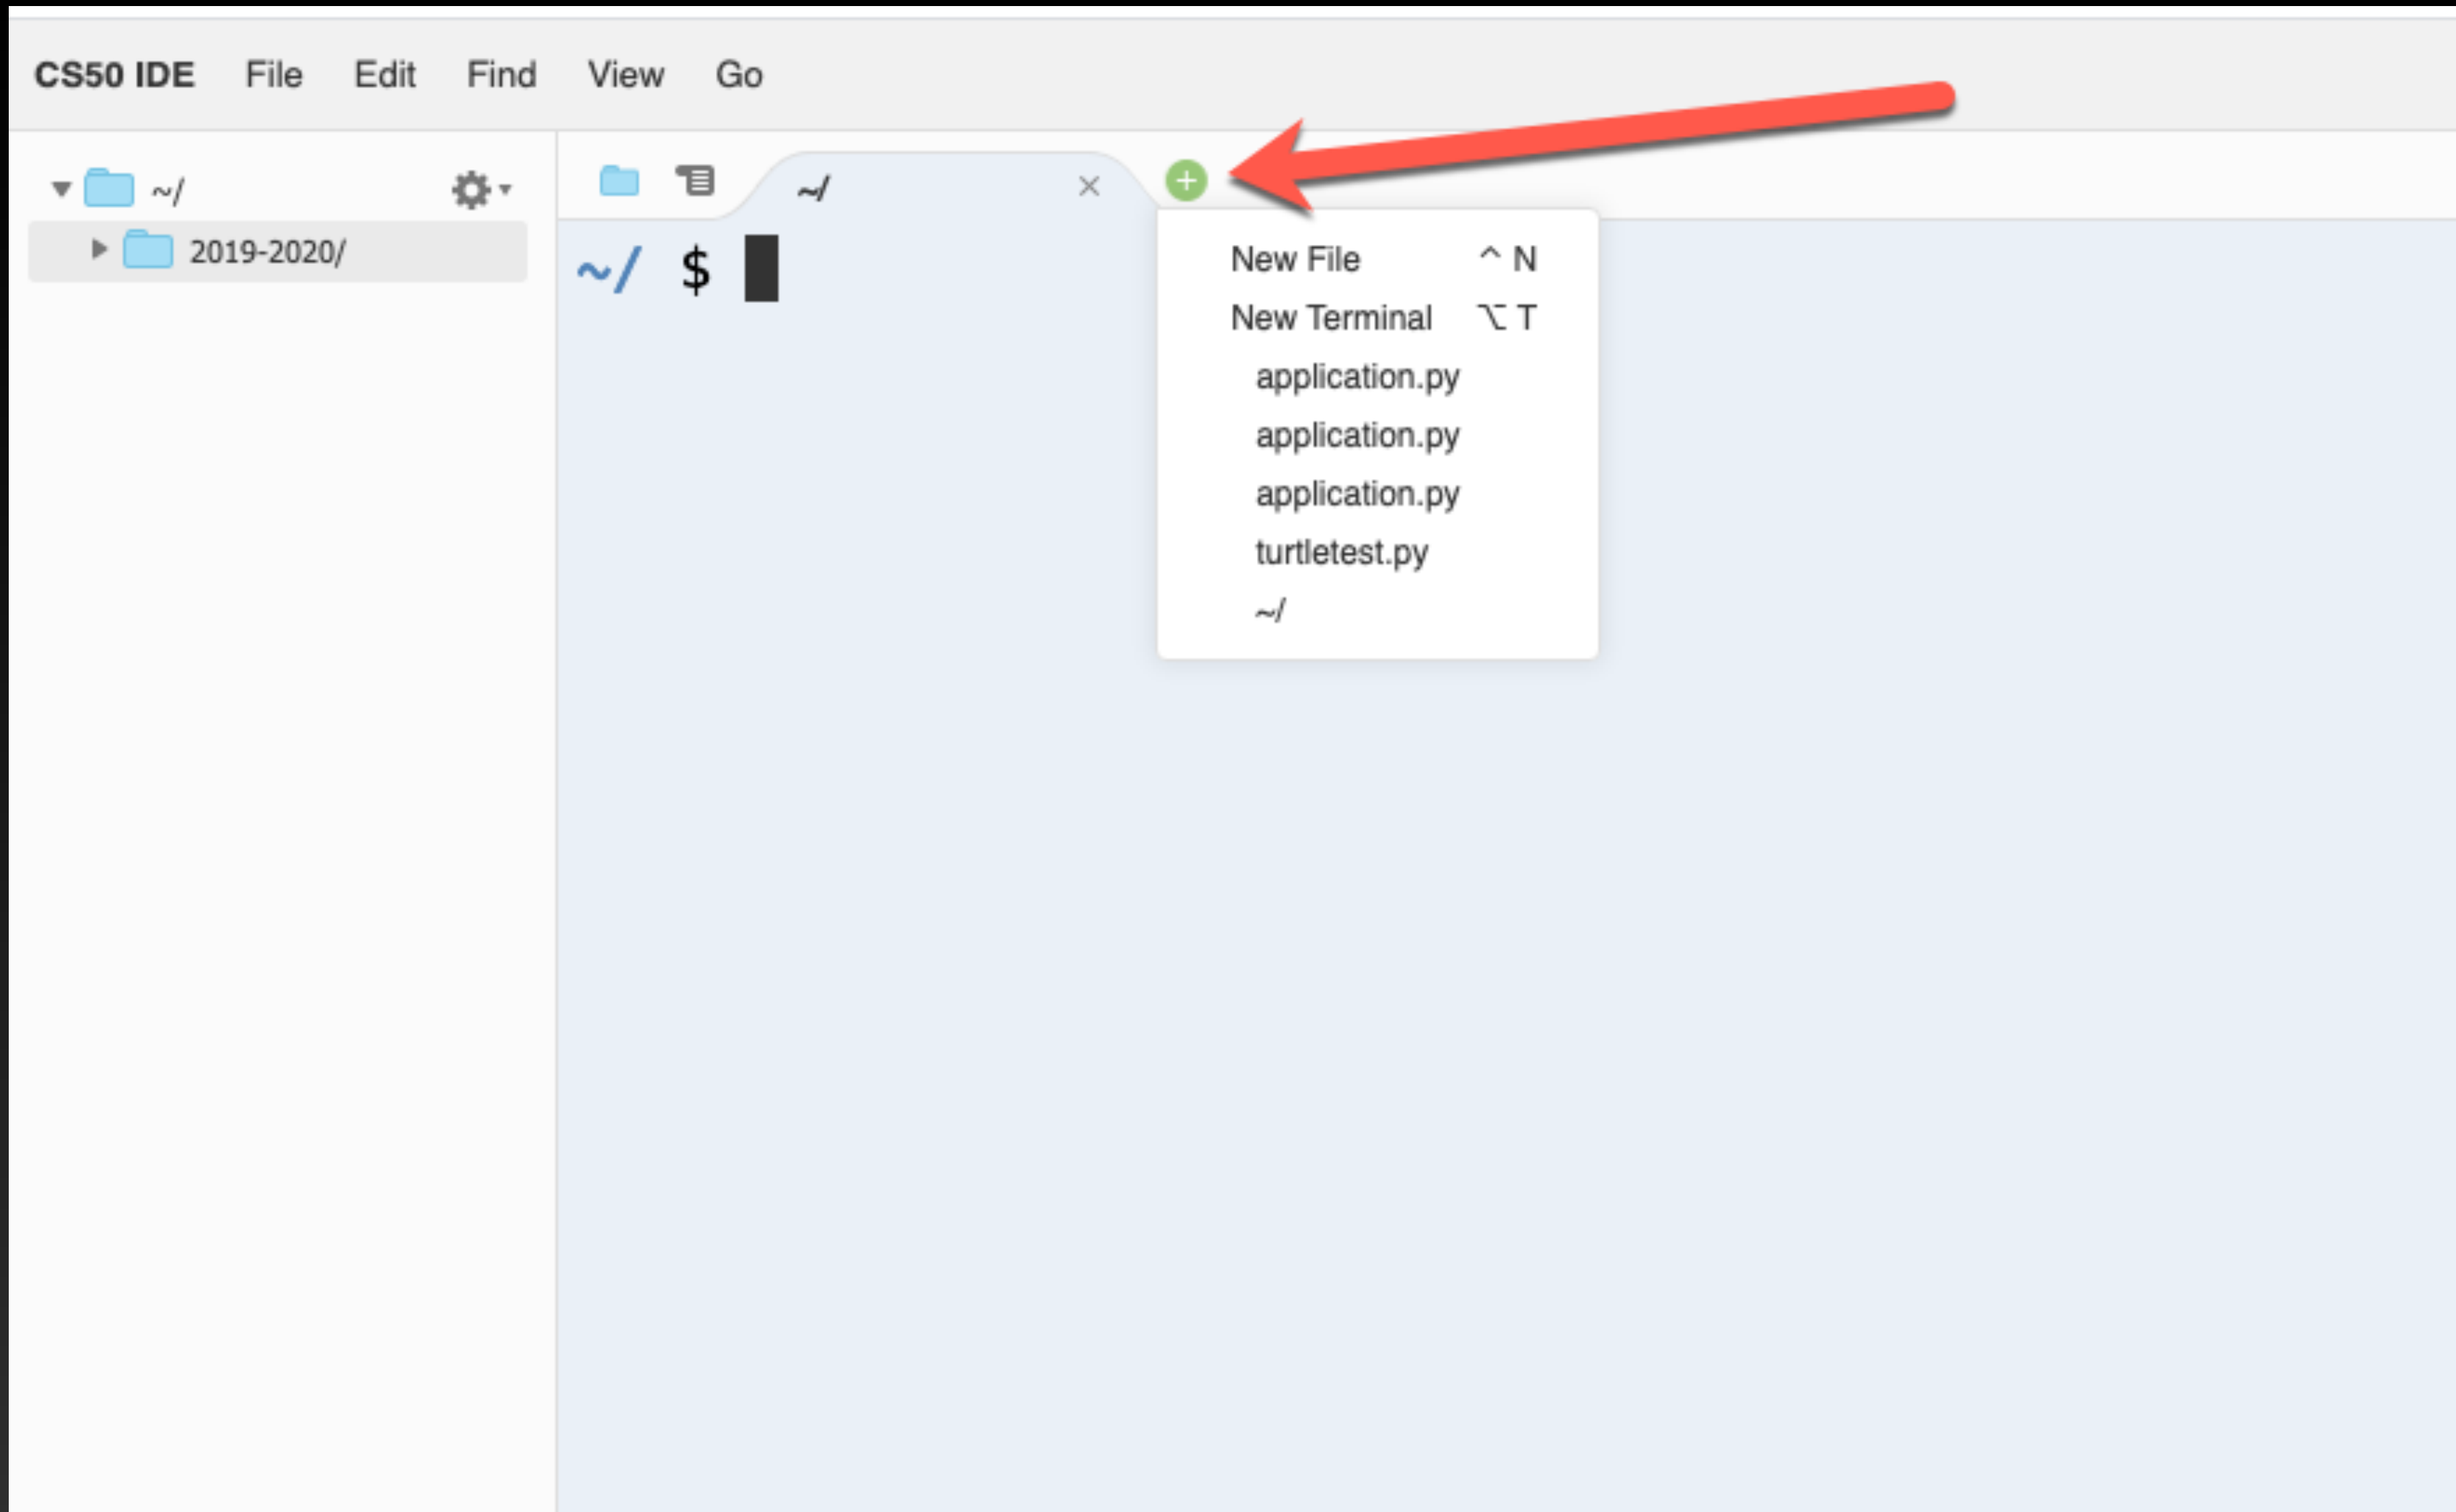 CS50 IDE File Edit Find View Go
~/
2019-2020/
~/
~/ $
New File ^ N
New Terminal ⌥ T
application.py
application.py
application.py
turtletest.py
~/